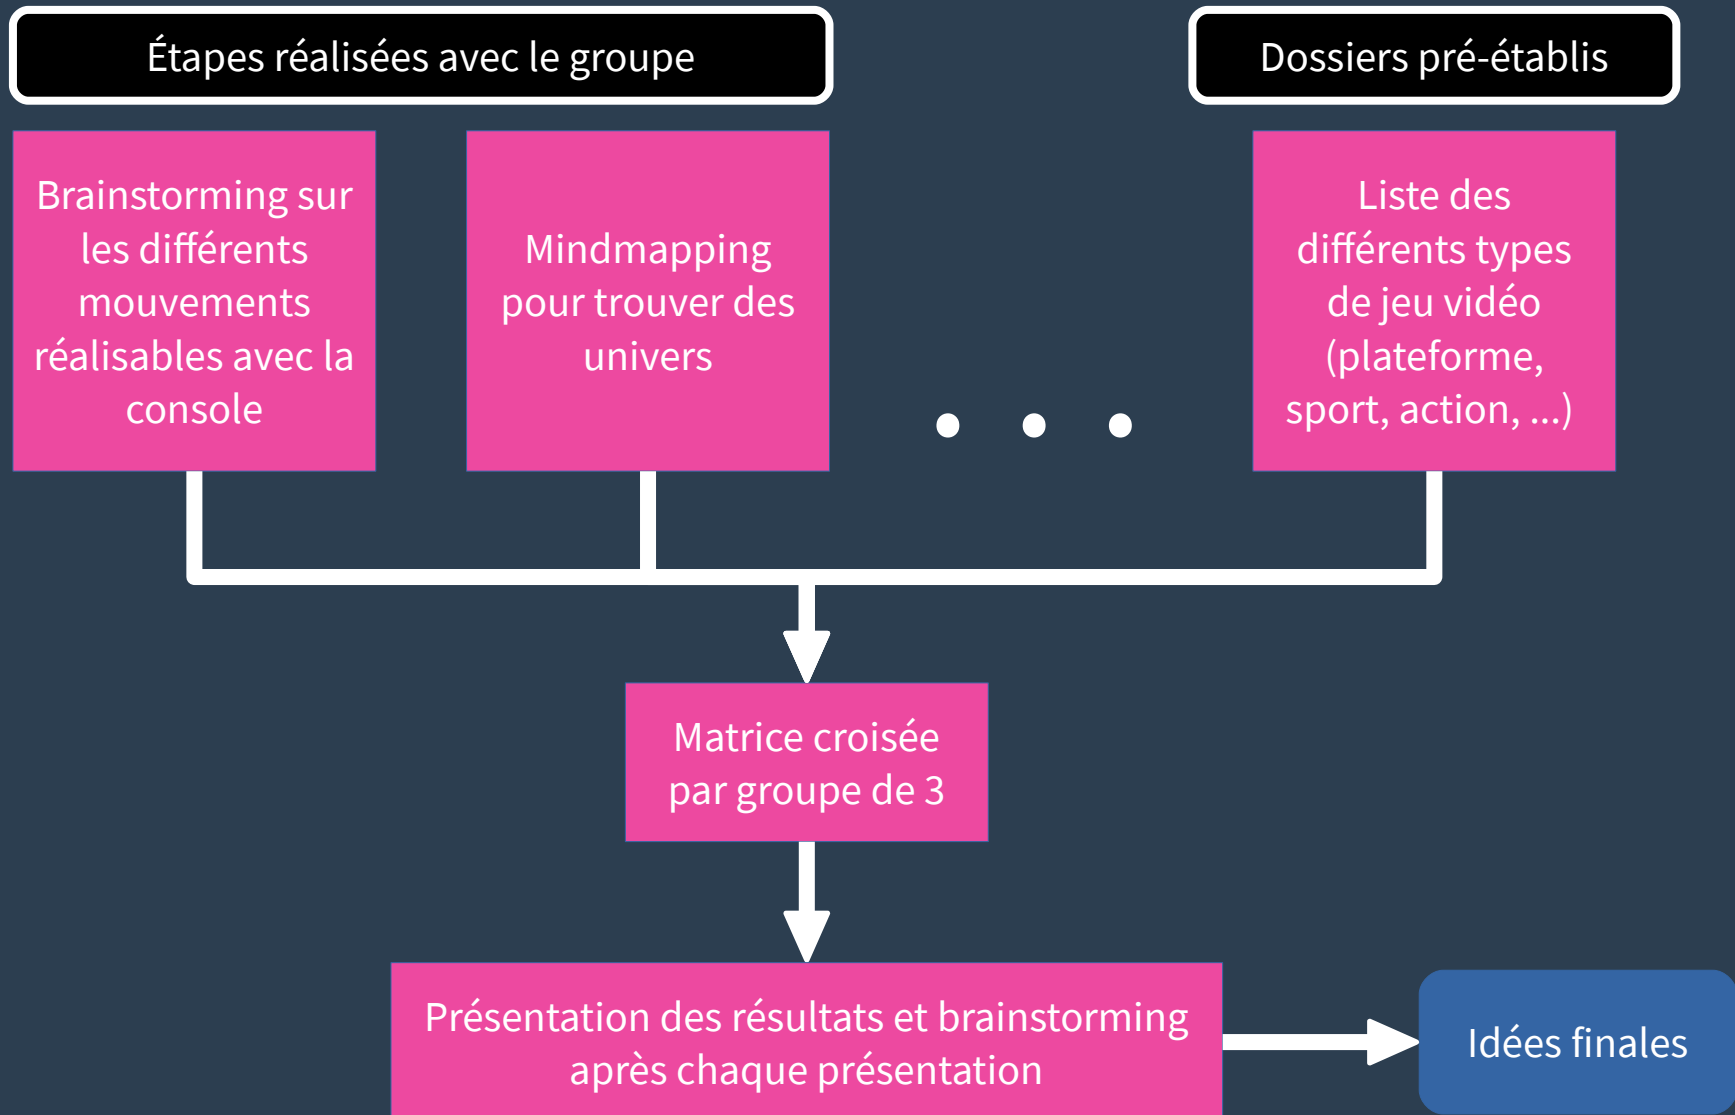 Étapes réalisées avec le groupe
Dossiers pré-établis
Brainstorming sur
les différents
mouvements
réalisables avec la
console
Mindmapping
pour trouver des
univers
. . .
Liste des
différents types
de jeu vidéo
(plateforme,
sport, action, ...)
Matrice croisée
par groupe de 3
Présentation des résultats et brainstorming
après chaque présentation
Idées finales